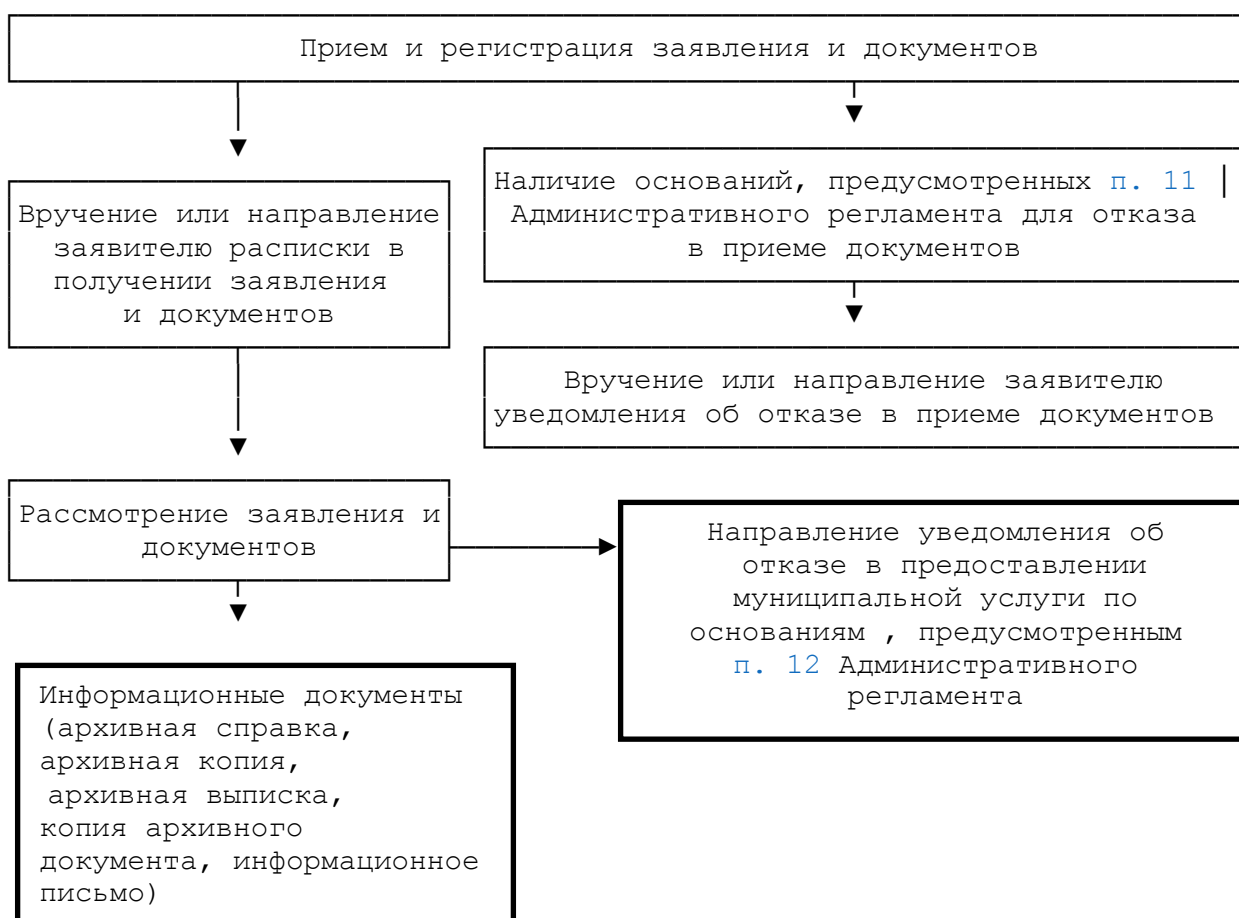 Прием и регистрация заявления и документов
Вручение или направление
заявителю расписки в
получении заявления
и документов
Наличие оснований, предусмотренных п. 11 |
Административного регламента для отказа
в приеме документов
Вручение или направление заявителю
уведомления об отказе в приеме документов
Рассмотрение заявления и
документов
Направление уведомления об
отказе в предоставлении
муниципальной услуги по
основаниям , предусмотренным
п. 12 Административного
регламента
Информационные документы
(архивная справка,
архивная копия,
архивная выписка,
копия архивного
документа, информационное
письмо)